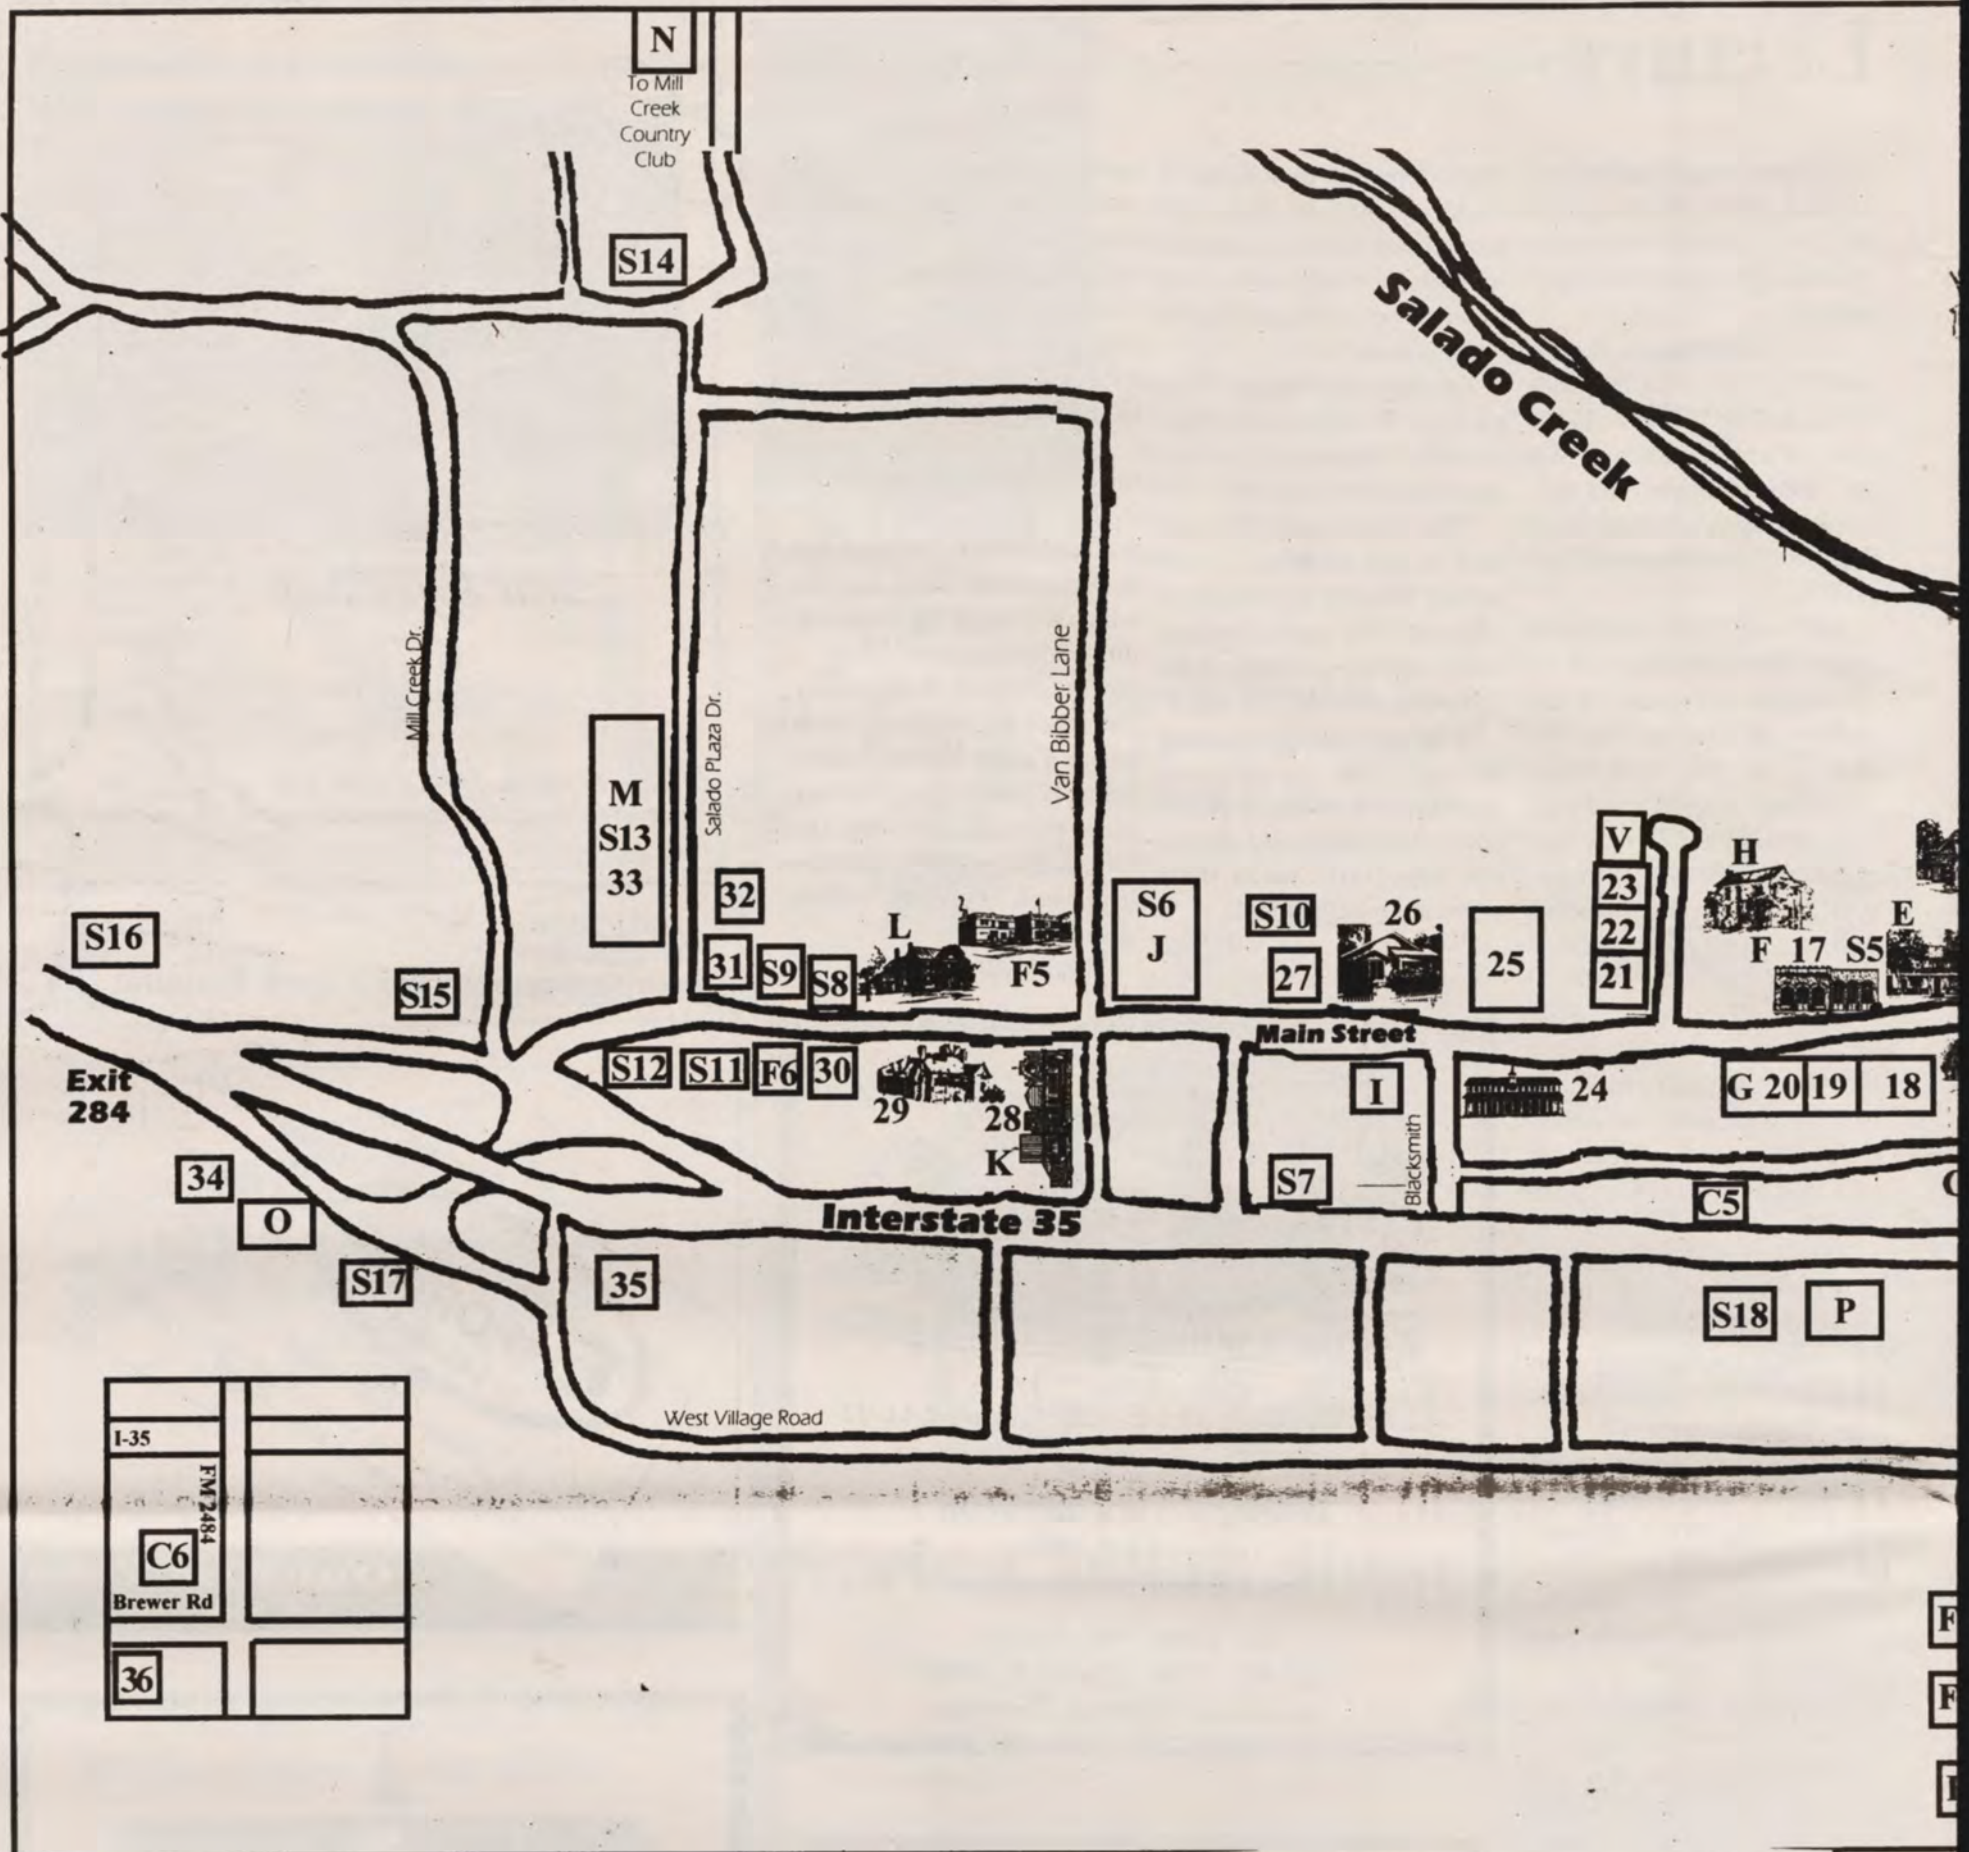 N
To Mill
Creek
Country
Club
S14
Salado Creek
Mill Creek Dr.
Salado PLaza Dr.
Van Bibber Lane
M
S13
33
32
31
S9
S8
L
F5
S6
J
S10
27
26
25
V
23
22
21
H
F 17 S5
E
S16
S15
Main Street
Exit
284
S12
S11
F6
30
29
28
K
I
Blacksmith
S7
24
G 20
19
18
C5
34
O
S17
Interstate 35
35
S18
P
West Village Road
I-35
FM 2484
C6
Brewer Rd
36
F
F